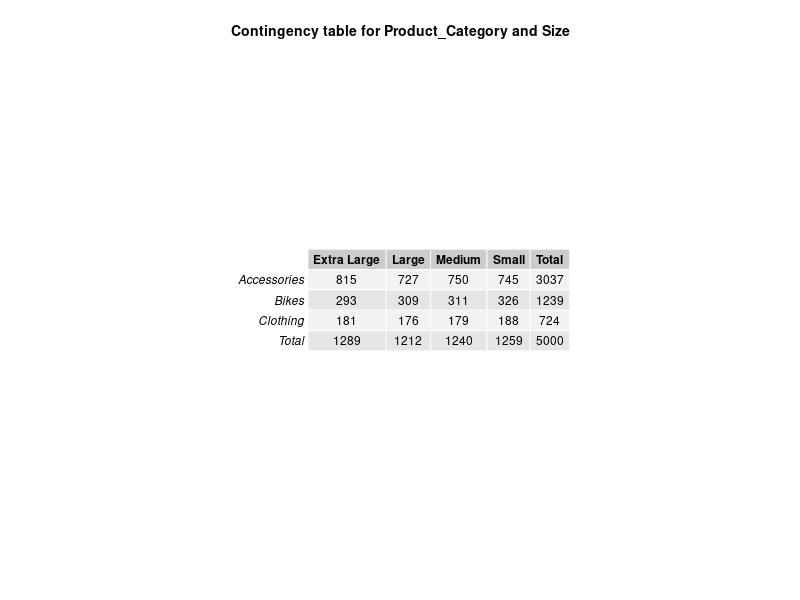 Contingency table for Product_Category and Size
Extra Large Large Medium Small Total
Accessories 815 727 750 745 3037
Bikes 293 309 311 326 1239
Clothing 181 176 179 188 724
Total 1289 1212 1240 1259 5000